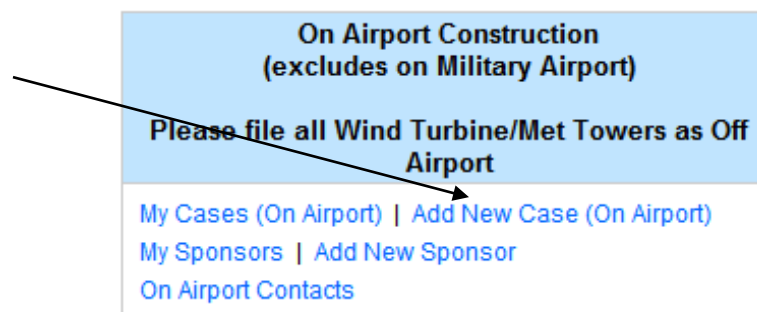 On Airport Construction
(excludes on Military Airport)
Please file all Wind Turbine/Met Towers as Off
Airport
My Cases (On Airport) | Add New Case (On Airport)
My Sponsors | Add New Sponsor
On Airport Contacts